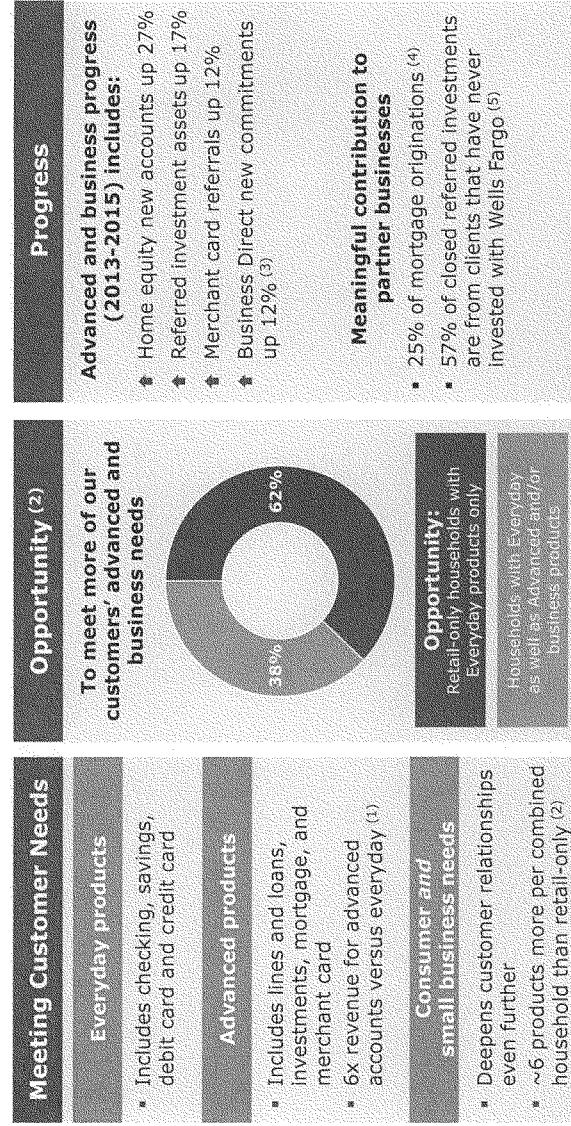 Meeting Customer Needs
Everyday products
▪ Includes checking, savings,
debit card and credit card
Advanced products
▪ Includes lines and loans,
investments, mortgage, and
merchant card
▪ 6x revenue for advanced
accounts versus everyday (1)
Consumer and
small business needs
▪ Deepens customer relationships
even further
▪ ~6 products more per combined
household than retail-only (2)
Opportunity (2)
To meet more of our
customers' advanced and
business needs
38%
62%
Opportunity:
Retail-only households with
Everyday products only
Households with Everyday
as well as Advanced and/or
business products
Progress
Advanced and business progress
(2013-2015) includes:
Home equity new accounts up 27%
Referred investment assets up 17%
Merchant card referrals up 12%
Business Direct new commitments
up 12% (3)
Meaningful contribution to
partner businesses
▪ 25% of mortgage originations (4)
▪ 57% of closed referred investments
are from clients that have never
invested with Wells Fargo (5)